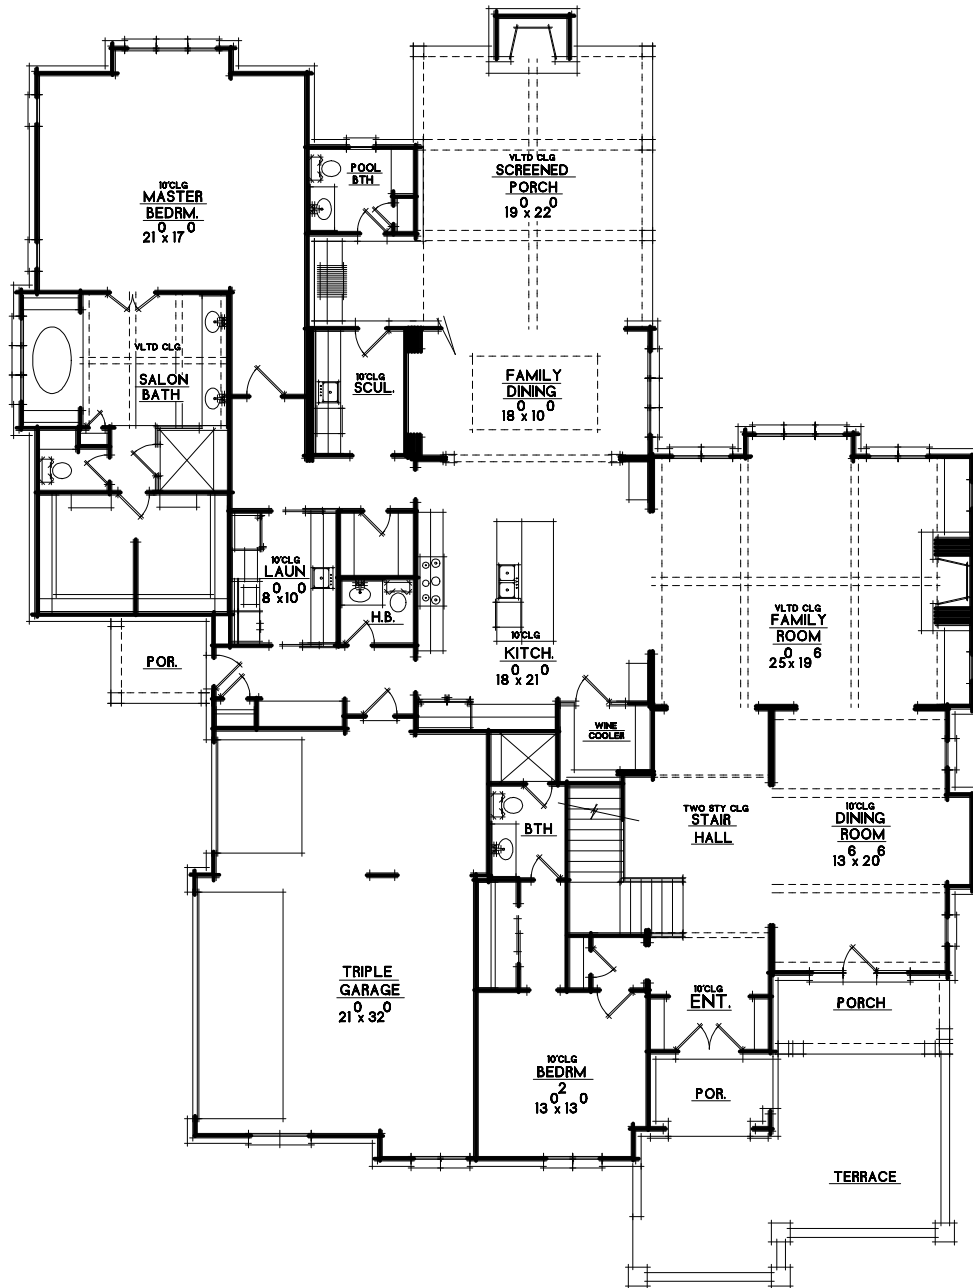 VLTD CLG
SCREENED
PORCH
19⁰ x 22⁰
POOL
BTH
10'CLG
MASTER
BEDRM.
21⁰ x 17⁰
VLTD CLG
SALON
BATH
10'CLG
SCUL.
FAMILY
DINING
18⁰ x 10⁰
10'CLG
LAUN
8⁰ x 10⁰
H.B.
10'CLG
KITCH.
18⁰ x 21⁰
VLTD CLG
FAMILY
ROOM
25⁰ x 19⁶
POR.
WINE
COOLER
BTH
TWO STY CLG
STAIR
HALL
10'CLG
DINING
ROOM
13⁶ x 20⁶
TRIPLE
GARAGE
21⁰ x 32⁰
10'CLG
ENT.
PORCH
10'CLG
BEDRM
2
13⁰ x 13⁰
POR.
TERRACE